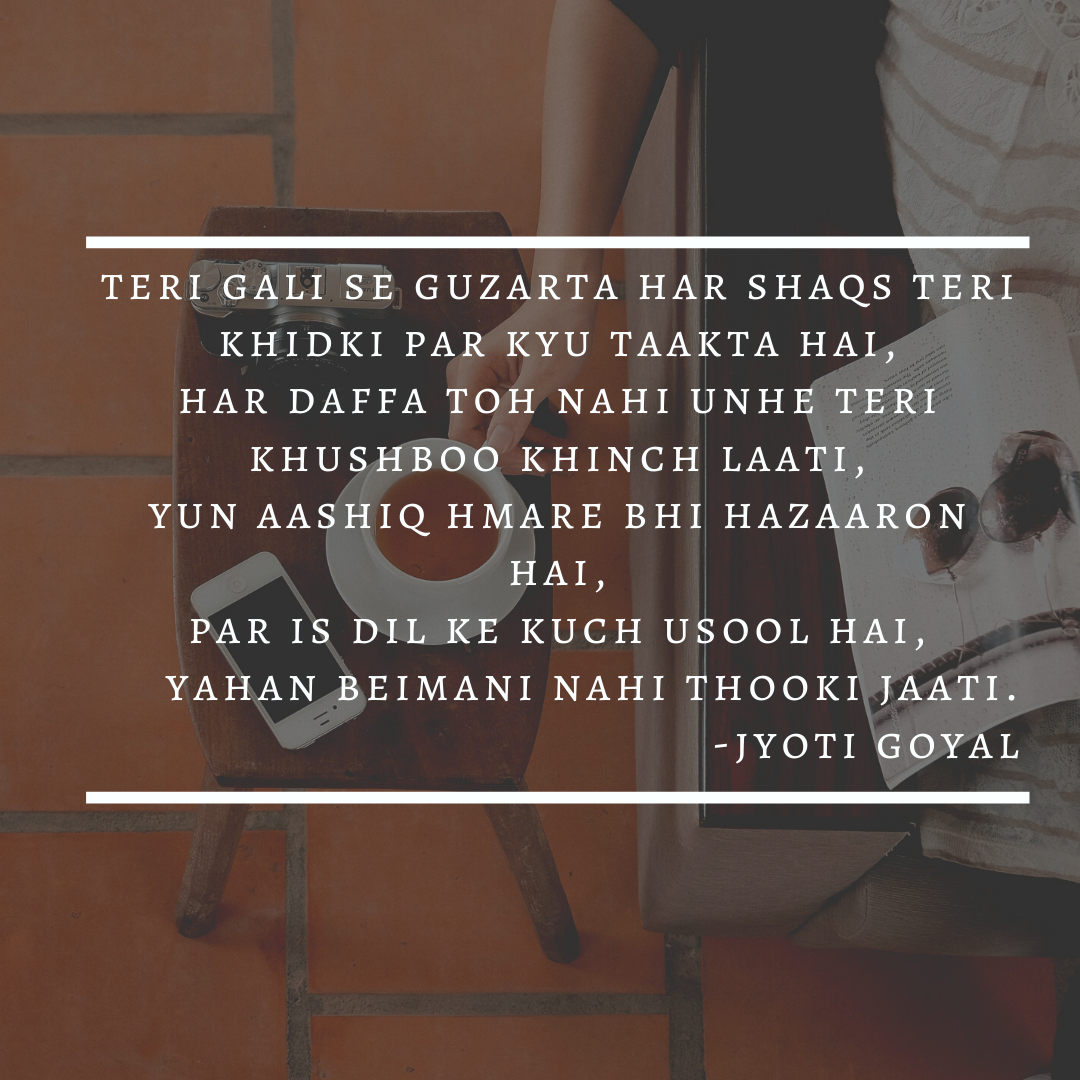 TERI GALI SE GUZARTA HAR SHAQS TERI
KHIDKI PAR KYU TAAKTA HAI,
HAR DAFFA TOH NAHI UNHE TERI
KHUSHBOO KHINCH LAATI,
YUN AASHIQ HMARE BHI HAZAARON
HAI,
PAR IS DIL KE KUCH USOOL HAI,
YAHAN BEIMANI NAHI THOOKI JAATI.
-JYOTI GOYAL